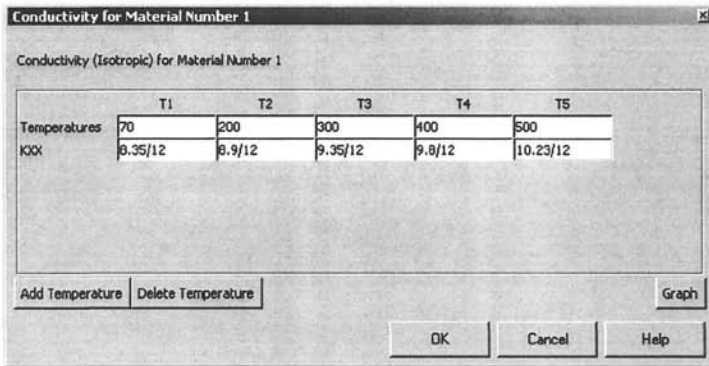 Conductivity for Material Number 1
Conductivity (Isotropic) for Material Number 1
T1 T2 T3 T4 T5
Temperatures 70 200 300 400 500
KXX 8.35/12 8.9/12 9.35/12 9.8/12 10.23/12
Add Temperature Delete Temperature Graph
OK Cancel Help